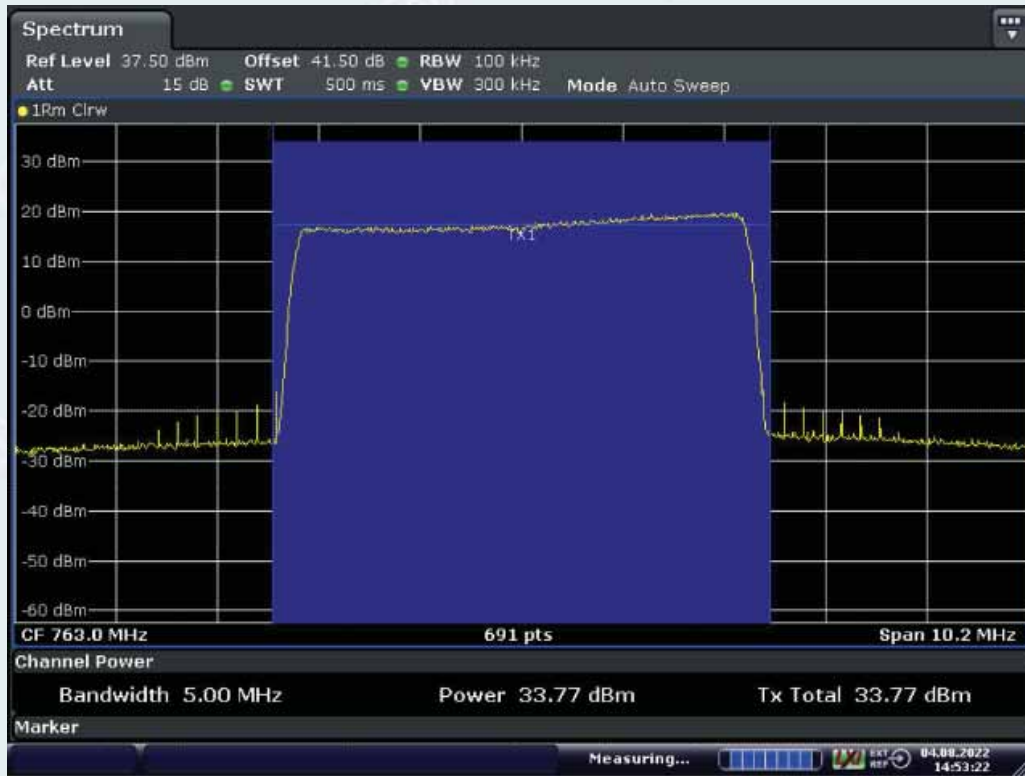 Spectrum
Ref Level 37.50 dBm Offset 41.50 dB RBW 100 kHz
Att 15 dB SWT 500 ms VBW 300 kHz Mode Auto Sweep
1Rm Clrw
30 dBm
20 dBm
TX1
10 dBm
0 dBm
-10 dBm
-20 dBm
-30 dBm
-40 dBm
-50 dBm
-60 dBm
CF 763.0 MHz 691 pts Span 10.2 MHz
Channel Power
Bandwidth 5.00 MHz Power 33.77 dBm Tx Total 33.77 dBm
Marker
Measuring... EXT REF 04.08.2022
14:53:22